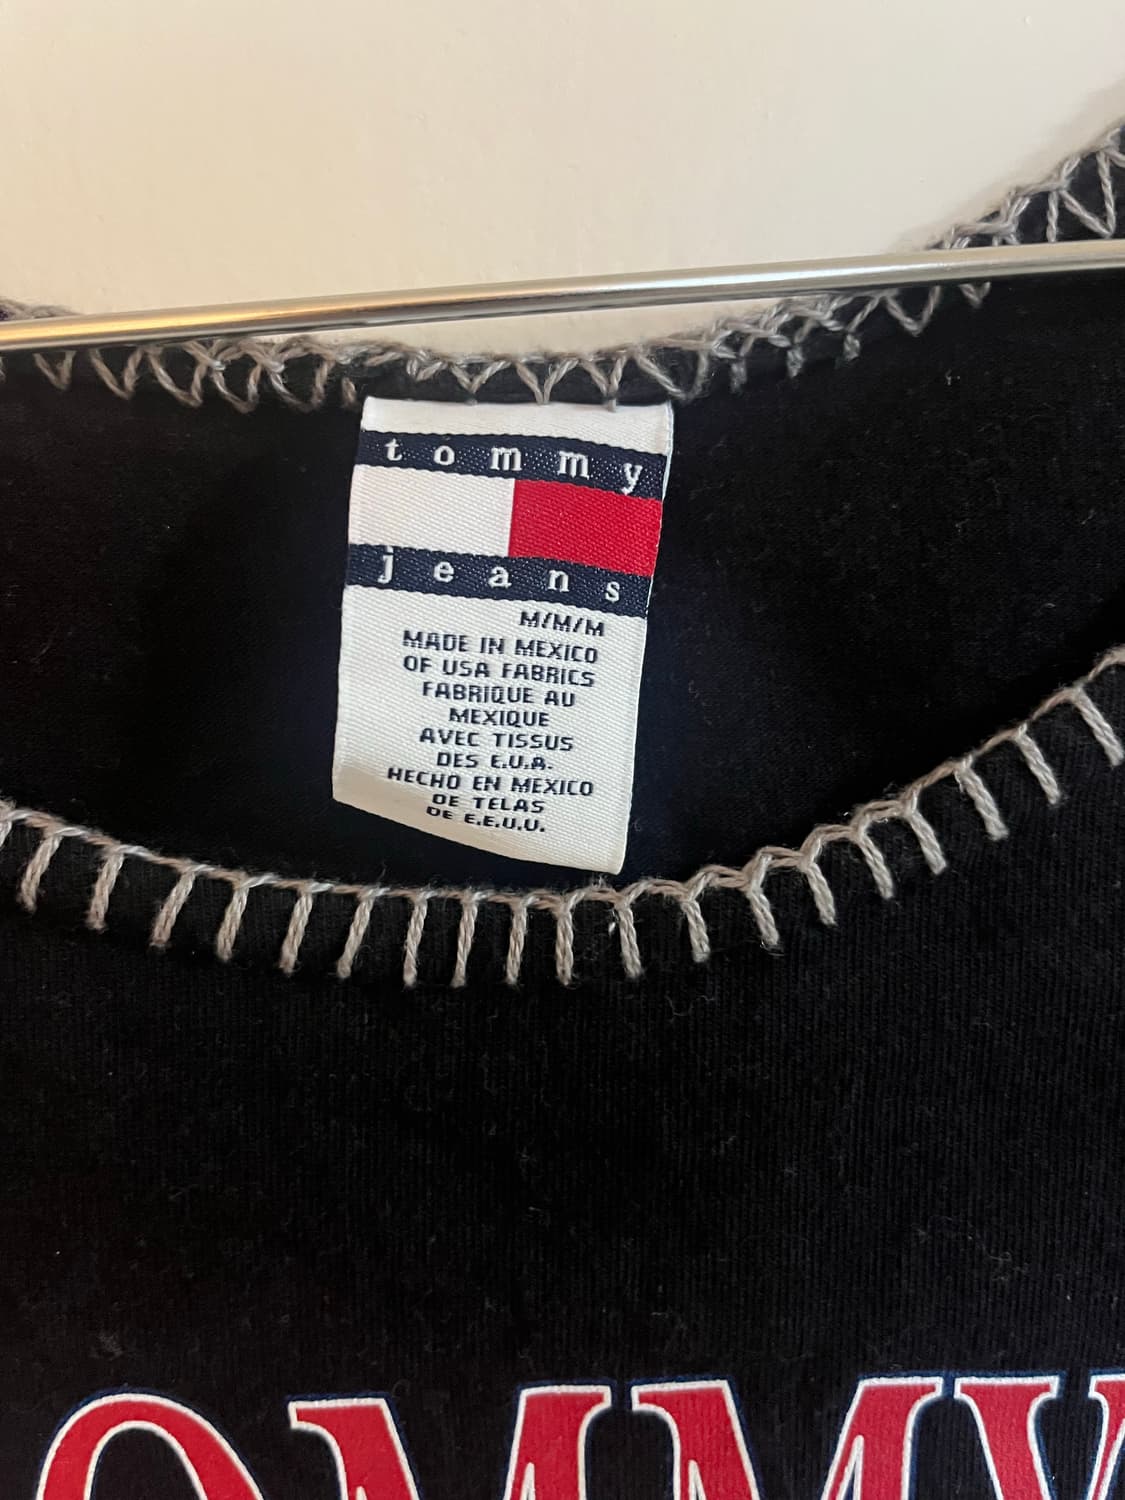 tommy
jeans
M/M/M
MADE IN MEXICO
OF USA FABRICS
FABRIQUE AU
MEXIQUE
AVEC TISSUS
DES E.U.A.
HECHO EN MEXICO
DE TELAS
DE E.E.U.U.
OMMY